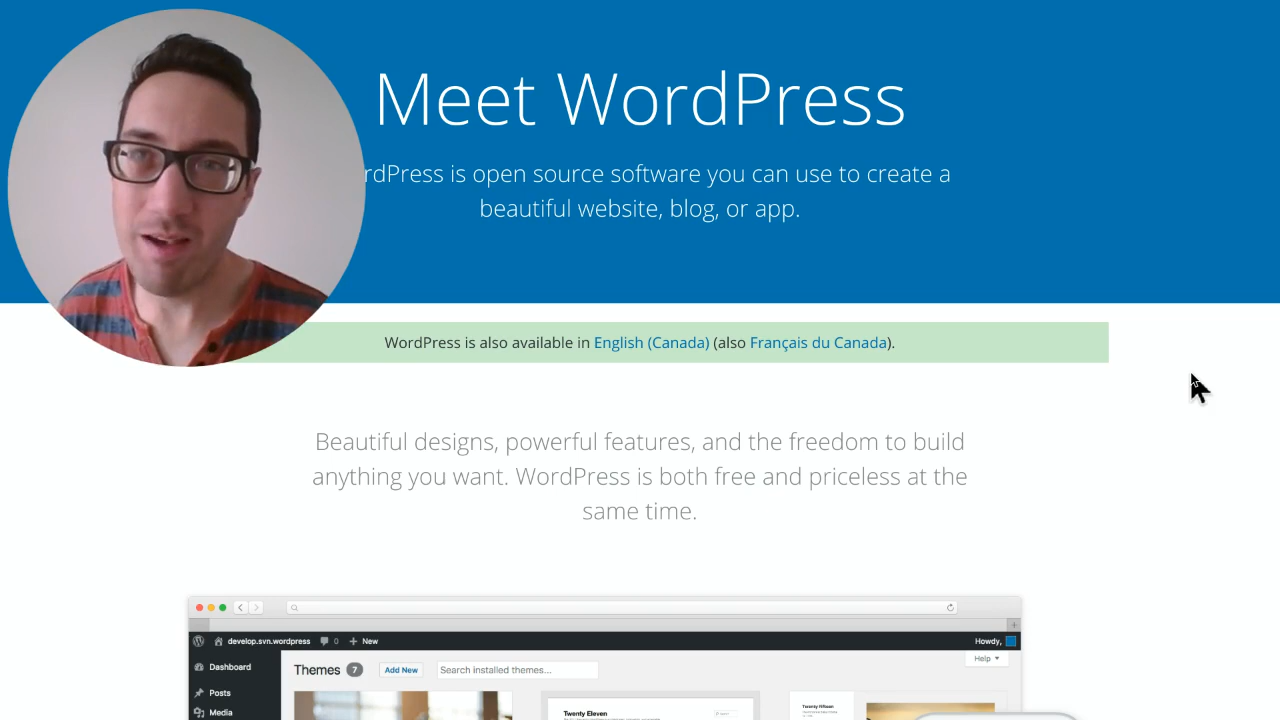 Meet WordPress
rdPress is open source software you can use to create a
beautiful website, blog, or app.
WordPress is also available in English (Canada) (also Français du Canada).
Beautiful designs, powerful features, and the freedom to build
anything you want. WordPress is both free and priceless at the
same time.
develop.svn.wordpress 0 + New Howdy,
Help
Dashboard
Themes 7 Add New Search installed themes...
Posts
Media
Twenty Eleven
Twenty Fifteen